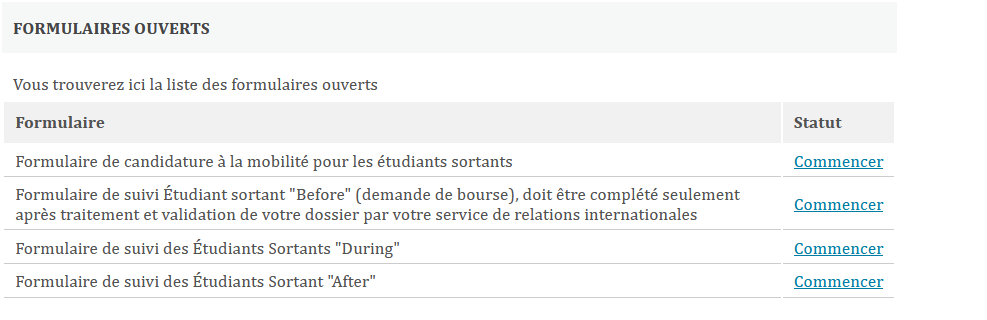 FORMULAIRES OUVERTS
Vous trouverez ici la liste des formulaires ouverts
Formulaire Statut
Formulaire de candidature à la mobilité pour les étudiants sortants Commencer
Formulaire de suivi Étudiant sortant "Before" (demande de bourse), doit être complété seulement
après traitement et validation de votre dossier par votre service de relations internationales Commencer
Formulaire de suivi des Étudiants Sortants "During" Commencer
Formulaire de suivi des Étudiants Sortant "After" Commencer